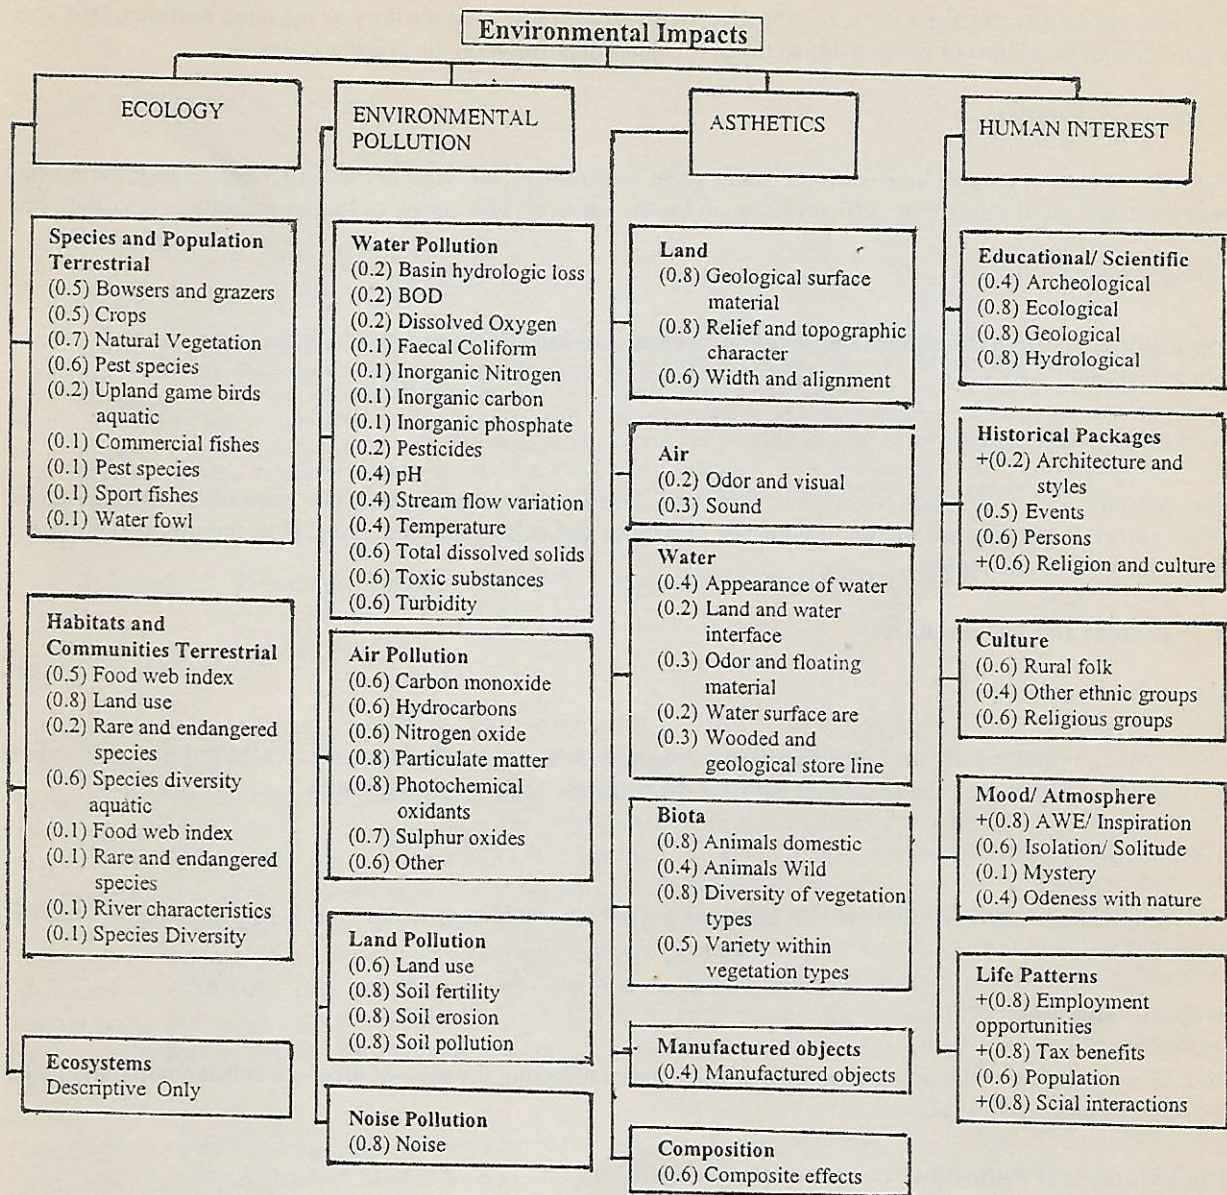 Environmental Impacts
ECOLOGY
Species and Population
Terrestrial
(0.5) Bowsers and grazers
(0.5) Crops
(0.7) Natural Vegetation
(0.6) Pest species
(0.2) Upland game birds
aquatic
(0.1) Commercial fishes
(0.1) Pest species
(0.1) Sport fishes
(0.1) Water fowl
Habitats and
Communities Terrestrial
(0.5) Food web index
(0.8) Land use
(0.2) Rare and endangered
species
(0.6) Species diversity
aquatic
(0.1) Food web index
(0.1) Rare and endangered
species
(0.1) River characteristics
(0.1) Species Diversity
Ecosystems
Descriptive Only
ENVIRONMENTAL
POLLUTION
Water Pollution
(0.2) Basin hydrologic loss
(0.2) BOD
(0.2) Dissolved Oxygen
(0.1) Faecal Coliform
(0.1) Inorganic Nitrogen
(0.1) Inorganic carbon
(0.1) Inorganic phosphate
(0.2) Pesticides
(0.4) pH
(0.4) Stream flow variation
(0.4) Temperature
(0.6) Total dissolved solids
(0.6) Toxic substances
(0.6) Turbidity
Air Pollution
(0.6) Carbon monoxide
(0.6) Hydrocarbons
(0.6) Nitrogen oxide
(0.8) Particulate matter
(0.8) Photochemical
oxidants
(0.7) Sulphur oxides
(0.6) Other
Land Pollution
(0.6) Land use
(0.8) Soil fertility
(0.8) Soil erosion
(0.8) Soil pollution
Noise Pollution
(0.8) Noise
ASTHETICS
Land
(0.8) Geological surface
material
(0.8) Relief and topographic
character
(0.6) Width and alignment
Air
(0.2) Odor and visual
(0.3) Sound
Water
(0.4) Appearance of water
(0.2) Land and water
interface
(0.3) Odor and floating
material
(0.2) Water surface are
(0.3) Wooded and
geological store line
Biota
(0.8) Animals domestic
(0.4) Animals Wild
(0.8) Diversity of vegetation
types
(0.5) Variety within
vegetation types
Manufactured objects
(0.4) Manufactured objects
Composition
(0.6) Composite effects
HUMAN INTEREST
Educational/ Scientific
(0.4) Archeological
(0.8) Ecological
(0.8) Geological
(0.8) Hydrological
Historical Packages
+(0.2) Architecture and
styles
(0.5) Events
(0.6) Persons
+(0.6) Religion and culture
Culture
(0.6) Rural folk
(0.4) Other ethnic groups
(0.6) Religious groups
Mood/ Atmosphere
+(0.8) AWE/ Inspiration
(0.6) Isolation/ Solitude
(0.1) Mystery
(0.4) Odeness with nature
Life Patterns
+(0.8) Employment
opportunities
+(0.8) Tax benefits
(0.6) Population
+(0.8) Scial interactions